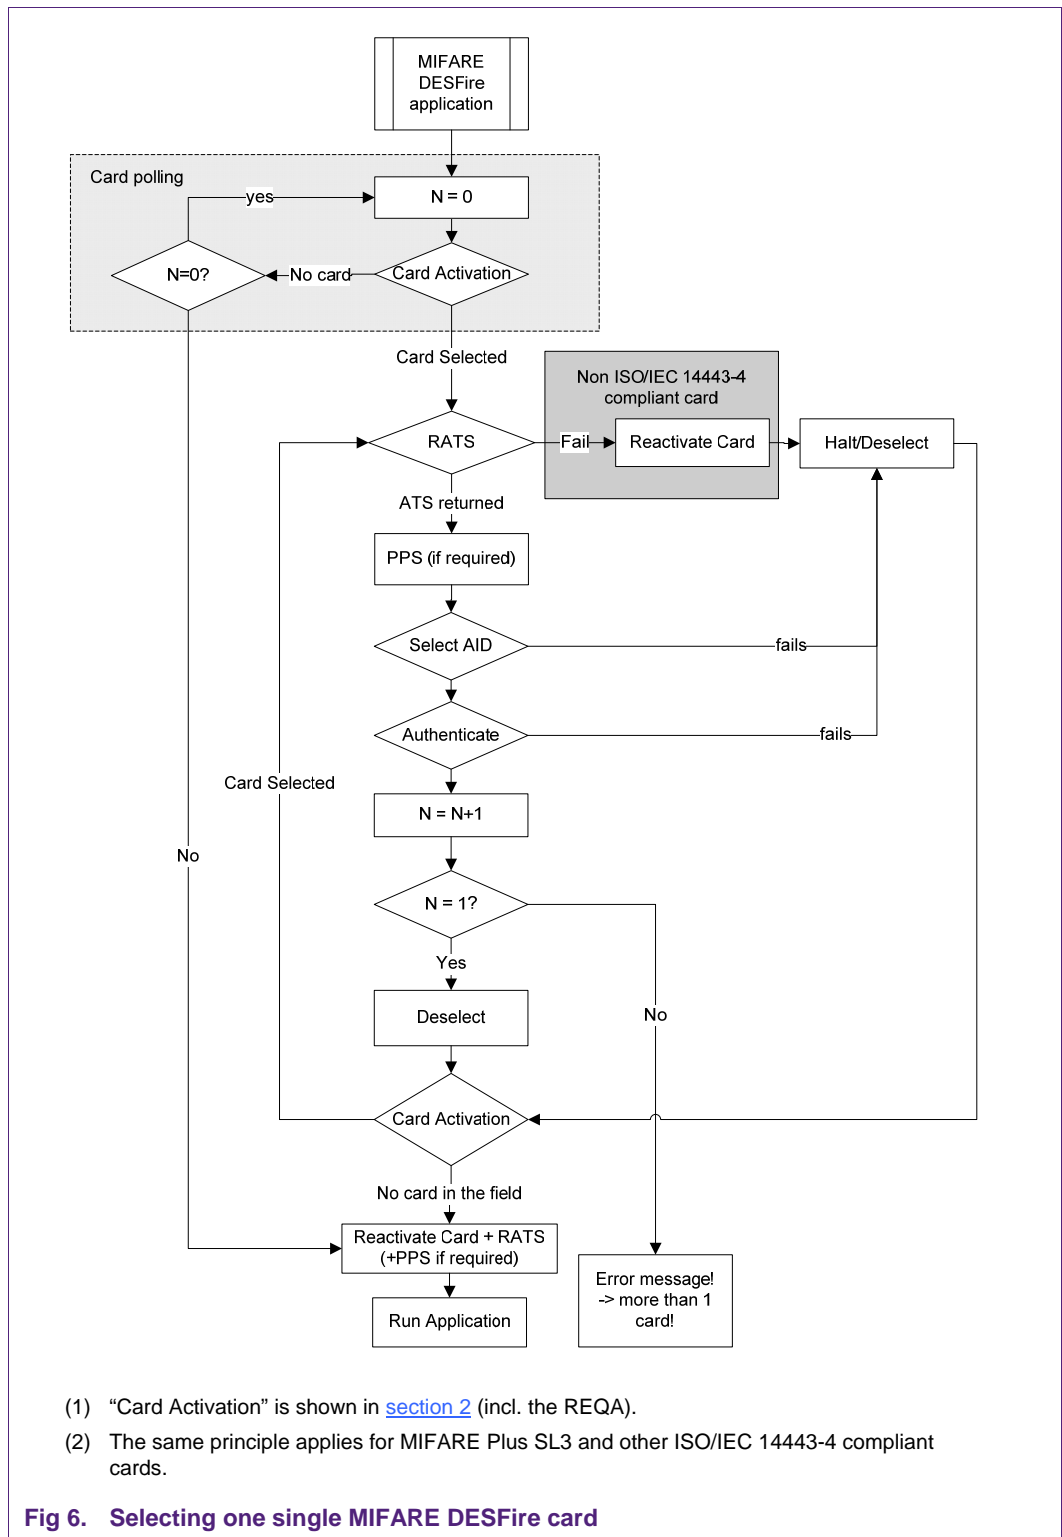 MIFARE
DESFire
application
Card polling
yes
N = 0
N=0?
No card
Card Activation
Card Selected
Non ISO/IEC 14443-4
compliant card
RATS
Fail
Reactivate Card
Halt/Deselect
ATS returned
PPS (if required)
Select AID
fails
Authenticate
fails
Card Selected
N = N+1
No
N = 1?
Yes
Deselect
No
Card Activation
No card in the field
Reactivate Card + RATS
(+PPS if required)
Error message!
-> more than 1
card!
Run Application
(1) “Card Activation” is shown in section 2 (incl. the REQA).
(2) The same principle applies for MIFARE Plus SL3 and other ISO/IEC 14443-4 compliant
cards.
Fig 6. Selecting one single MIFARE DESFire card